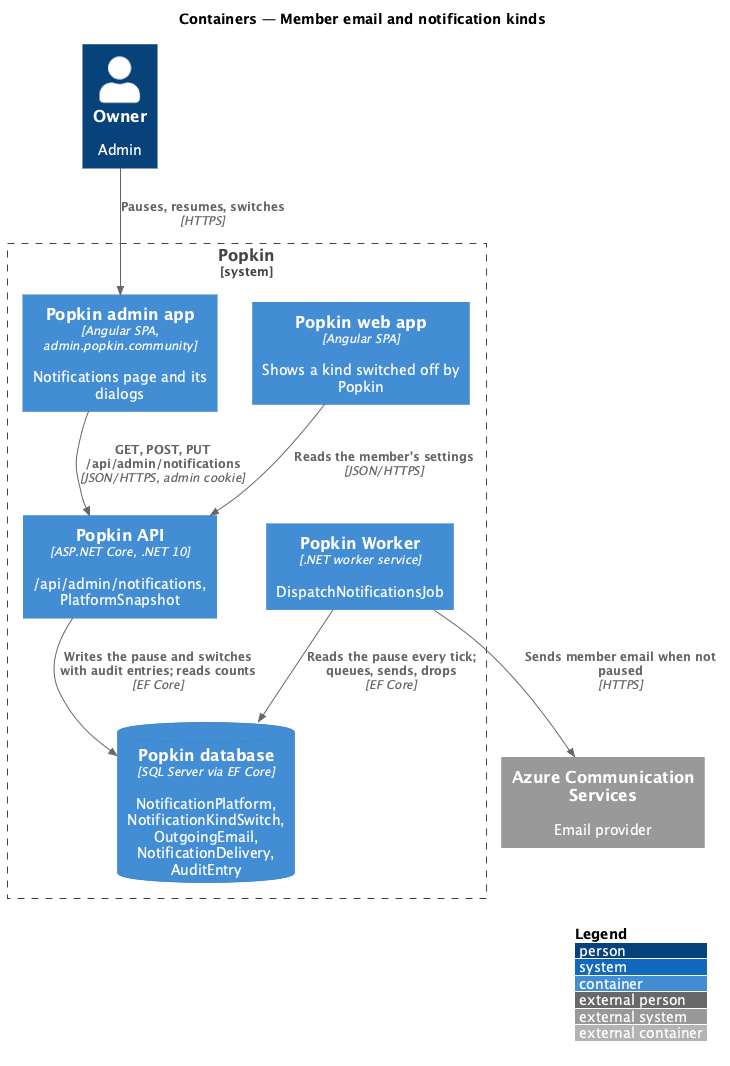 Containers — Member email and notification kinds
Owner
Admin
Pauses, resumes, switches
[HTTPS]
Popkin
[system]
Popkin admin app
[Angular SPA,
admin.popkin.community]
Notifications page and its
dialogs
Popkin web app
[Angular SPA]
Shows a kind switched off by
Popkin
GET, POST, PUT
/api/admin/notifications
[JSON/HTTPS, admin cookie]
Reads the member's settings
[JSON/HTTPS]
Popkin API
[ASP.NET Core, .NET 10]
/api/admin/notifications,
PlatformSnapshot
Popkin Worker
[.NET worker service]
DispatchNotificationsJob
Writes the pause and switches
with audit entries; reads counts
[EF Core]
Reads the pause every tick;
queues, sends, drops
[EF Core]
Sends member email when not
paused
[HTTPS]
Popkin database
[SQL Server via EF Core]
NotificationPlatform,
NotificationKindSwitch,
OutgoingEmail,
NotificationDelivery,
AuditEntry
Azure Communication
Services
Email provider
Legend
person
system
container
external person
external system
external container